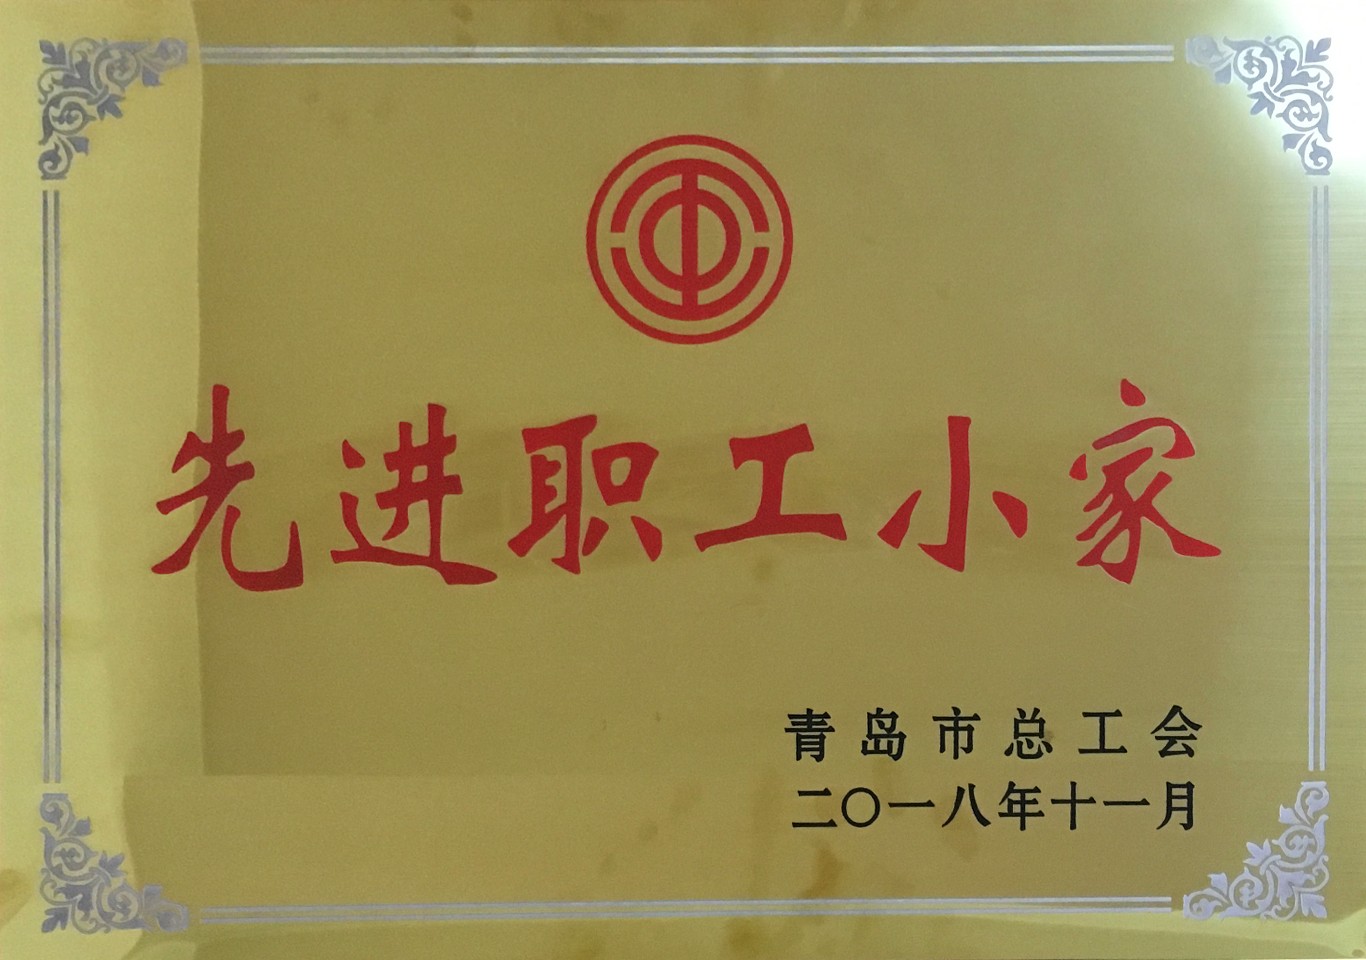 先进职工小家
青岛市总工会
二〇一八年十一月